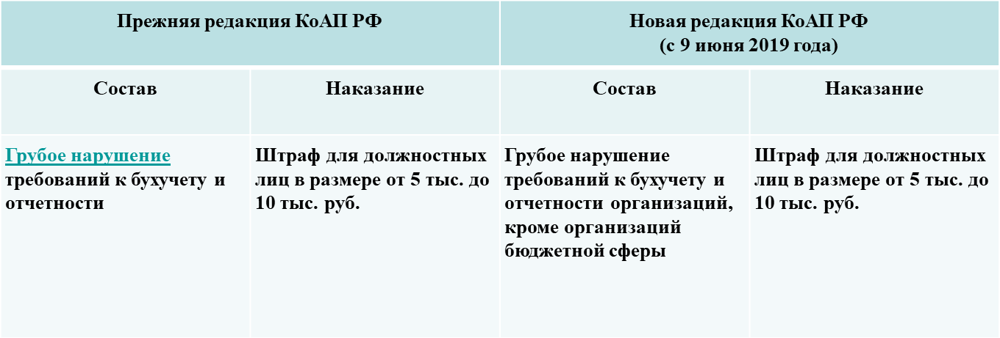 Прежняя редакция КоАП РФ
Новая редакция КоАП РФ
(с 9 июня 2019 года)
Состав
Наказание
Состав
Наказание
Грубое нарушение
требований к бухучету и
отчетности
Штраф для должностных
лиц в размере от 5 тыс. до
10 тыс. руб.
Грубое нарушение
требований к бухучету и
отчетности организаций,
кроме организаций
бюджетной сферы
Штраф для должностных
лиц в размере от 5 тыс. до
10 тыс. руб.